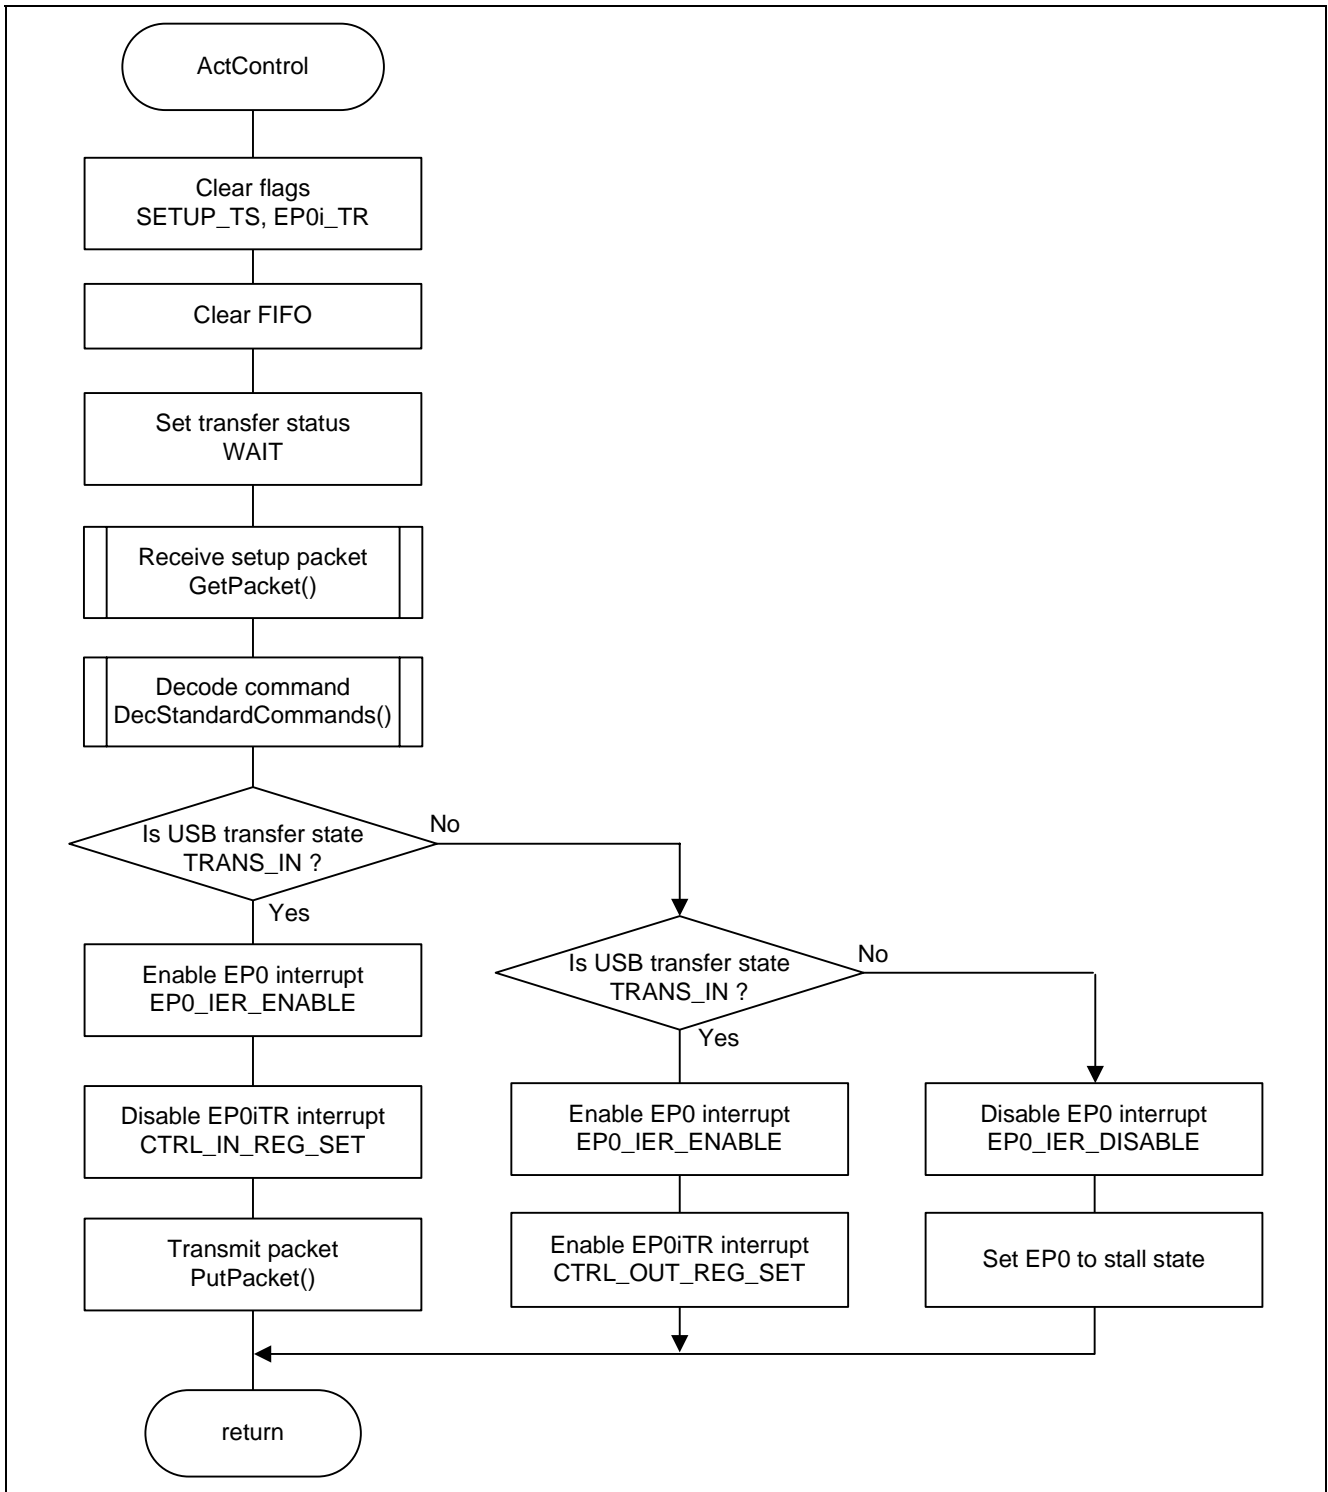 ActControl
Clear flags
SETUP_TS, EP0i_TR
Clear FIFO
Set transfer status
WAIT
Receive setup packet
GetPacket()
Decode command
DecStandardCommands()
Is USB transfer state
TRANS_IN ?
No
Yes
Is USB transfer state
TRANS_IN ?
No
Yes
Enable EP0 interrupt
EP0_IER_ENABLE
Disable EP0iTR interrupt
CTRL_IN_REG_SET
Transmit packet
PutPacket()
Enable EP0 interrupt
EP0_IER_ENABLE
Enable EP0iTR interrupt
CTRL_OUT_REG_SET
Disable EP0 interrupt
EP0_IER_DISABLE
Set EP0 to stall state
return